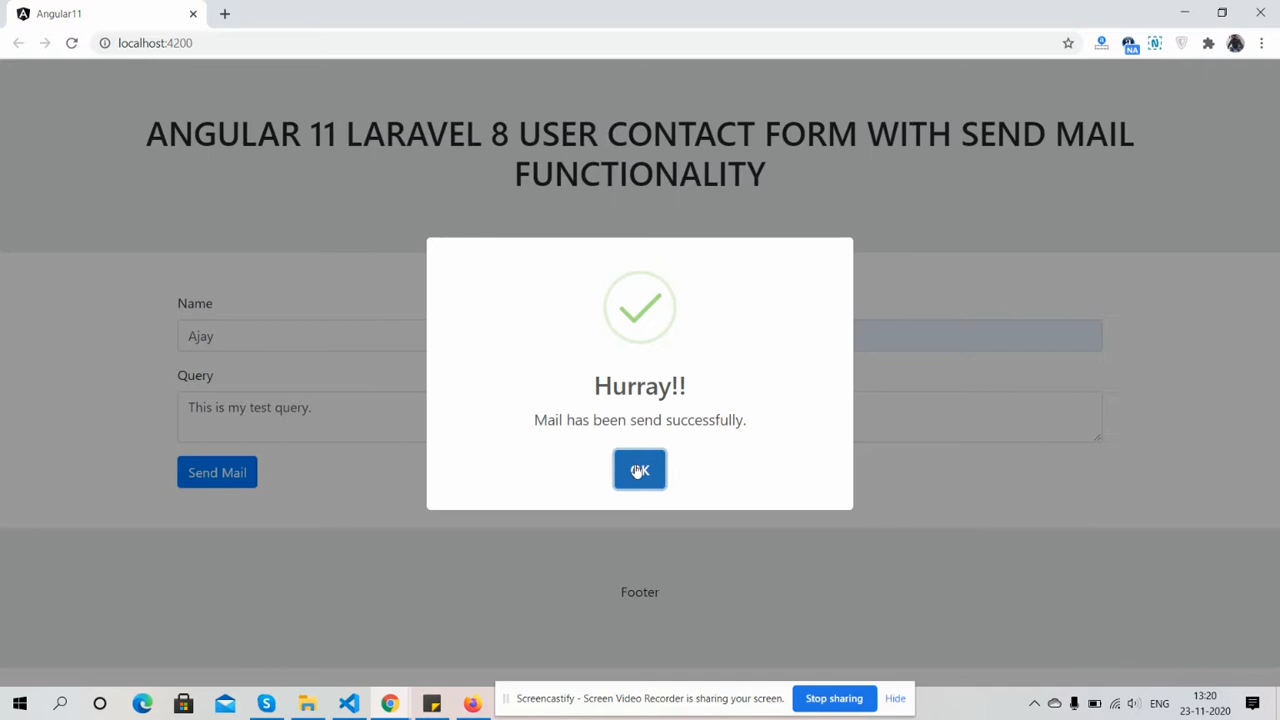 Angular11
localhost:4200
NA
ANGULAR 11 LARAVEL 8 USER CONTACT FORM WITH SEND MAIL
FUNCTIONALITY
Name
Ajay
Query
This is my test query.
Send Mail
Hurray!!
Mail has been send successfully.
OK
Footer
Screencastify - Screen Video Recorder is sharing your screen.
Stop sharing
Hide
ENG
13:20
23-11-2020